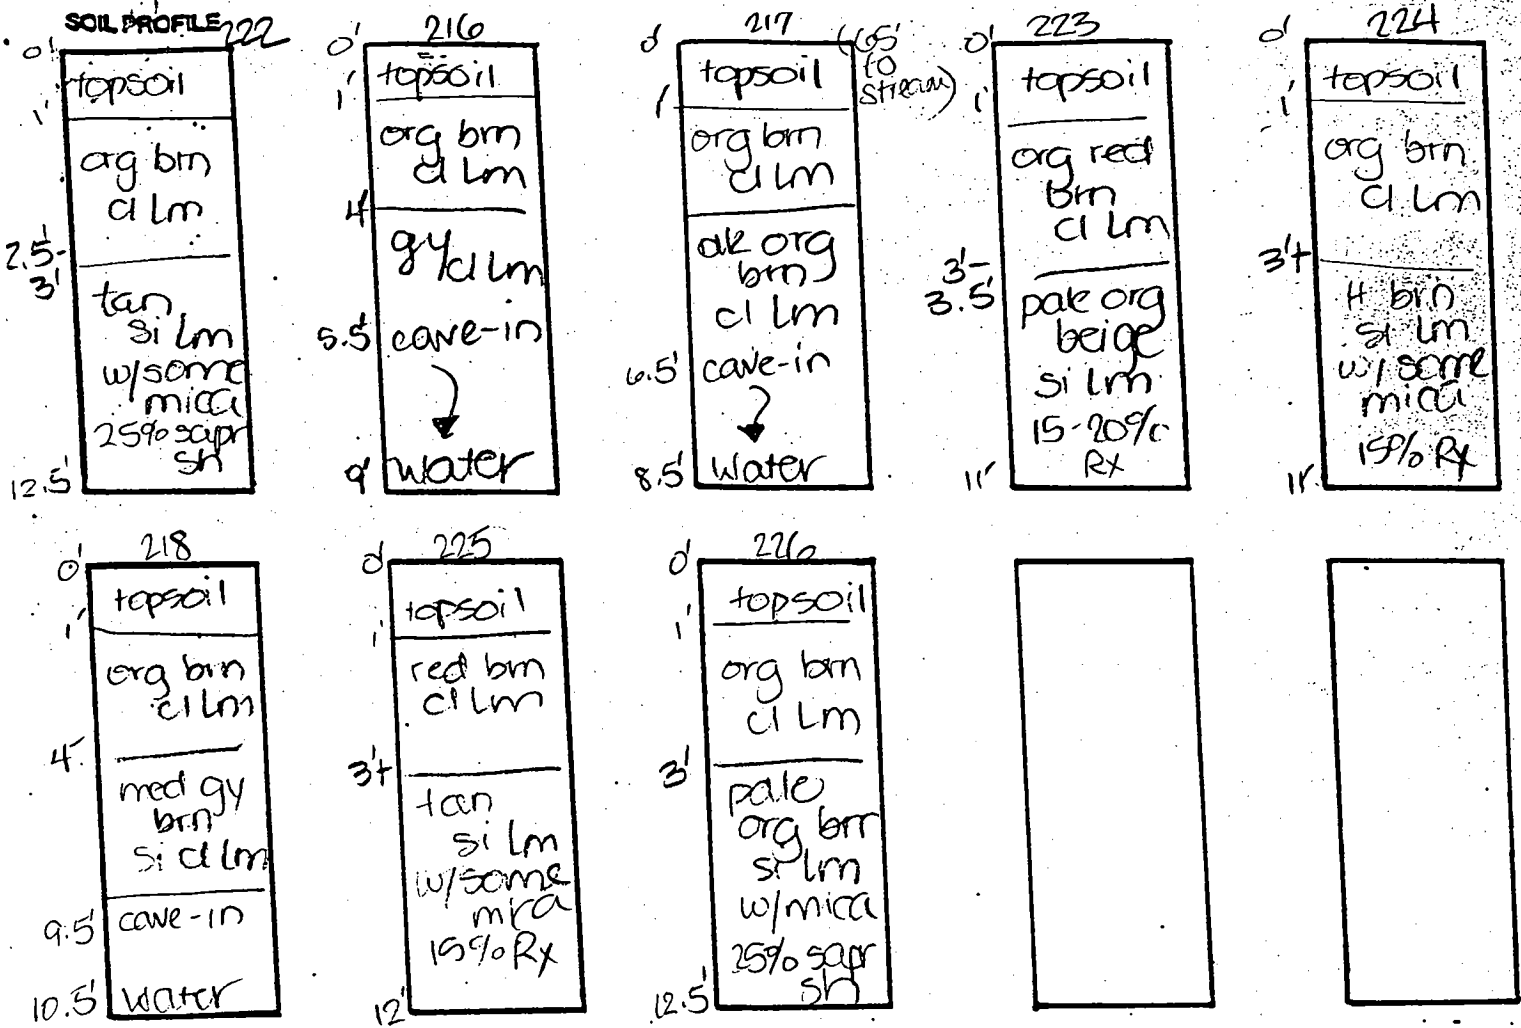 SOIL PROFILE 222
0'
topsoil
1'
org brn
cl Lm
2.5'-
3'
tan
si Lm
w/some
mica
25% sapr
sh
12.5'
216
0'
topsoil
1'
org brn
cl Lm
4'
gy/cl Lm
5.5' cave-in
9' water
217
(65'
to
stream)
0'
topsoil
1'
org brn
cl Lm
dk org
brn
cl Lm
6.5' cave-in
8.5' water
223
0'
topsoil
1'
org red
brn
cl Lm
3'-
3.5'
pale org
beige
si Lm
15-20%
Rx
11'
224
0'
topsoil
1'
org brn
cl Lm
3'+
lt brn
si Lm
w/some
mica
15% Rx
11'
218
0'
topsoil
1'
org brn
cl Lm
4'
med gy
brn
si cl Lm
9.5' cave-in
10.5' water
225
0'
topsoil
1'
red brn
cl Lm
3'+
tan
si Lm
w/some
mica
15% Rx
12'
226
0'
topsoil
1'
org brn
cl Lm
3'
pale
org brn
si Lm
w/mica
25% sapr
sh
12.5'